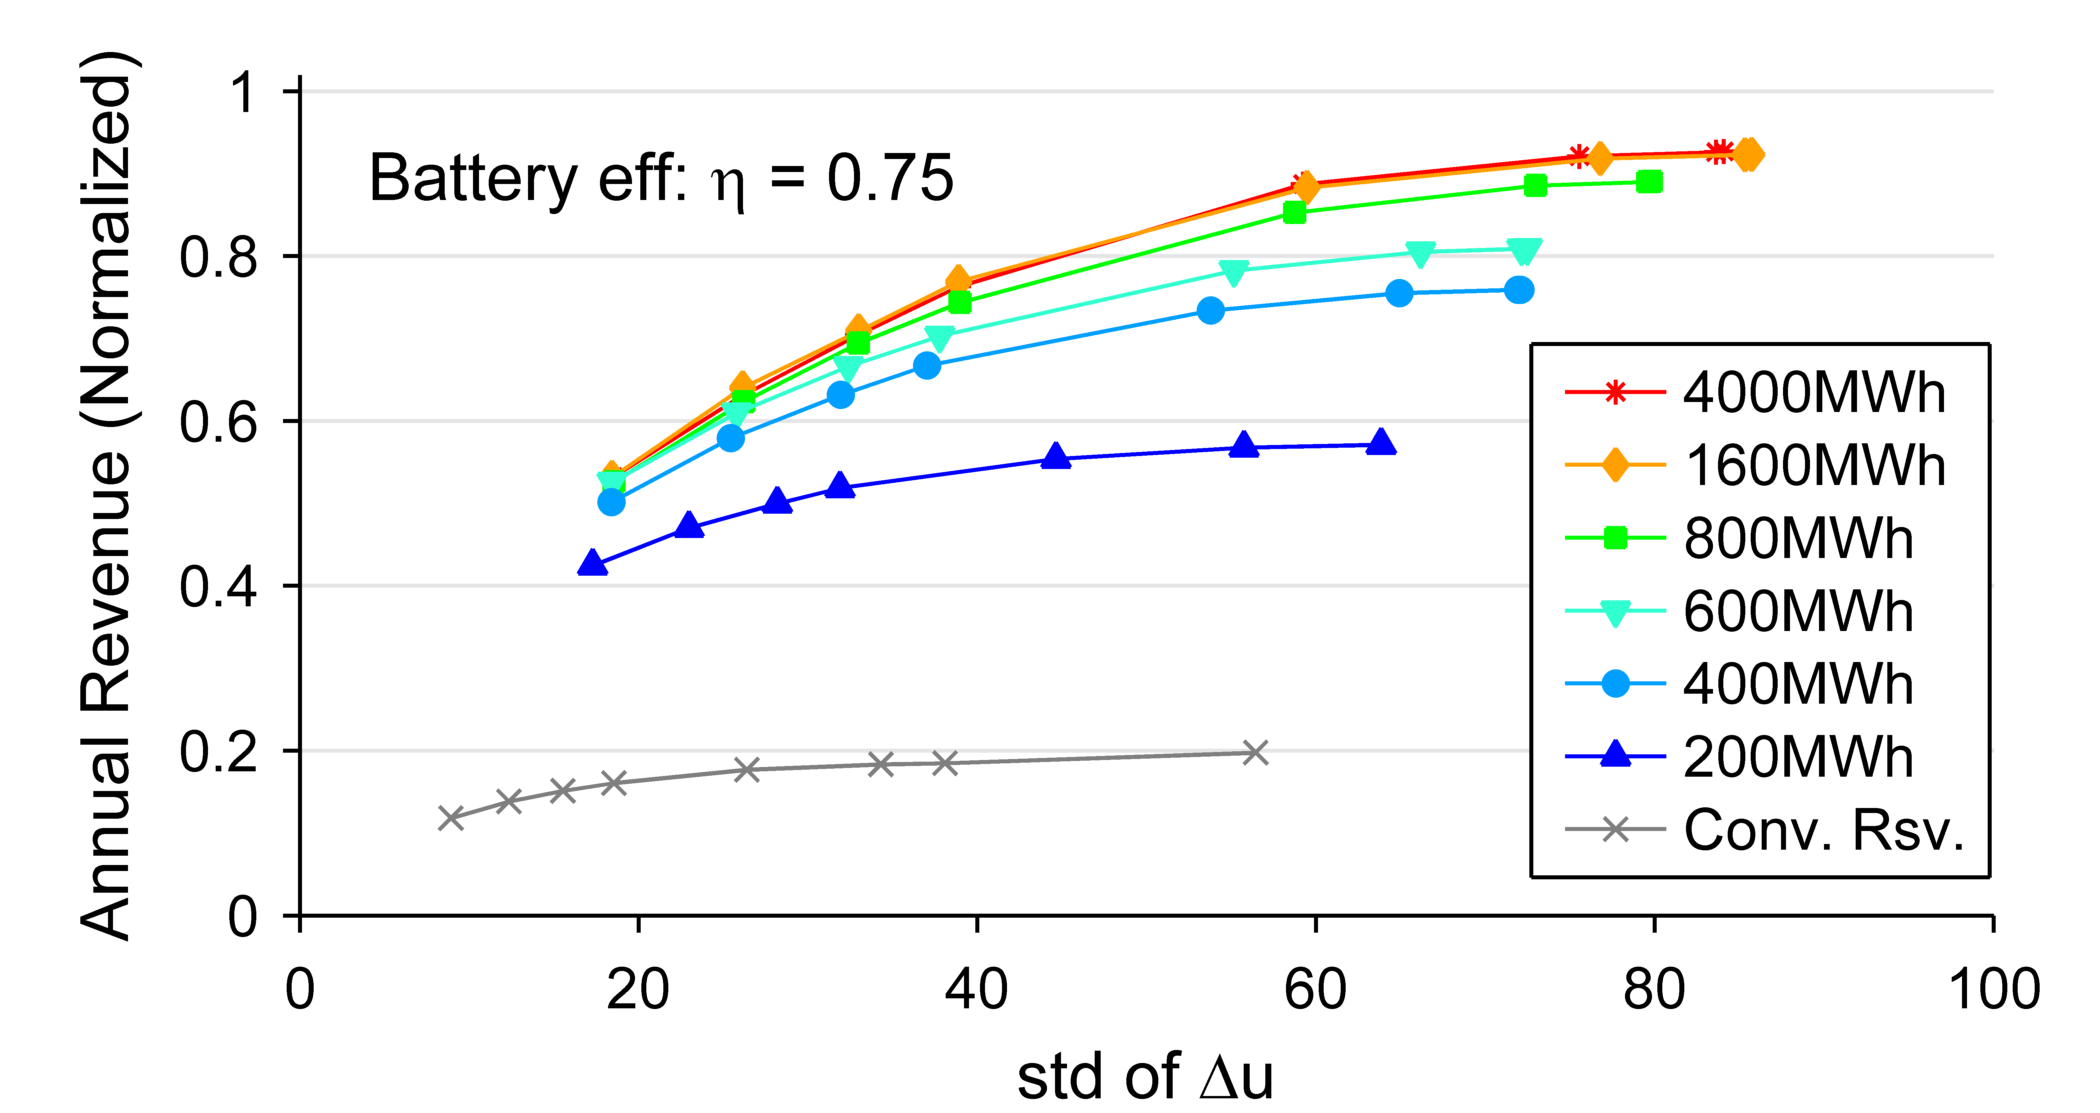 Annual Revenue (Normalized)
1
0.8
0.6
0.4
0.2
0
Battery eff: η = 0.75
4000MWh
1600MWh
800MWh
600MWh
400MWh
200MWh
Conv. Rsv.
0 20 40 60 80 100
std of Δu